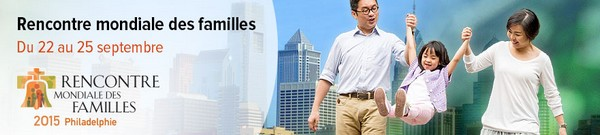 Rencontre mondiale des familles
Du 22 au 25 septembre
RENCONTRE
MONDIALE DES
FAMILLES
2015 Philadelphie